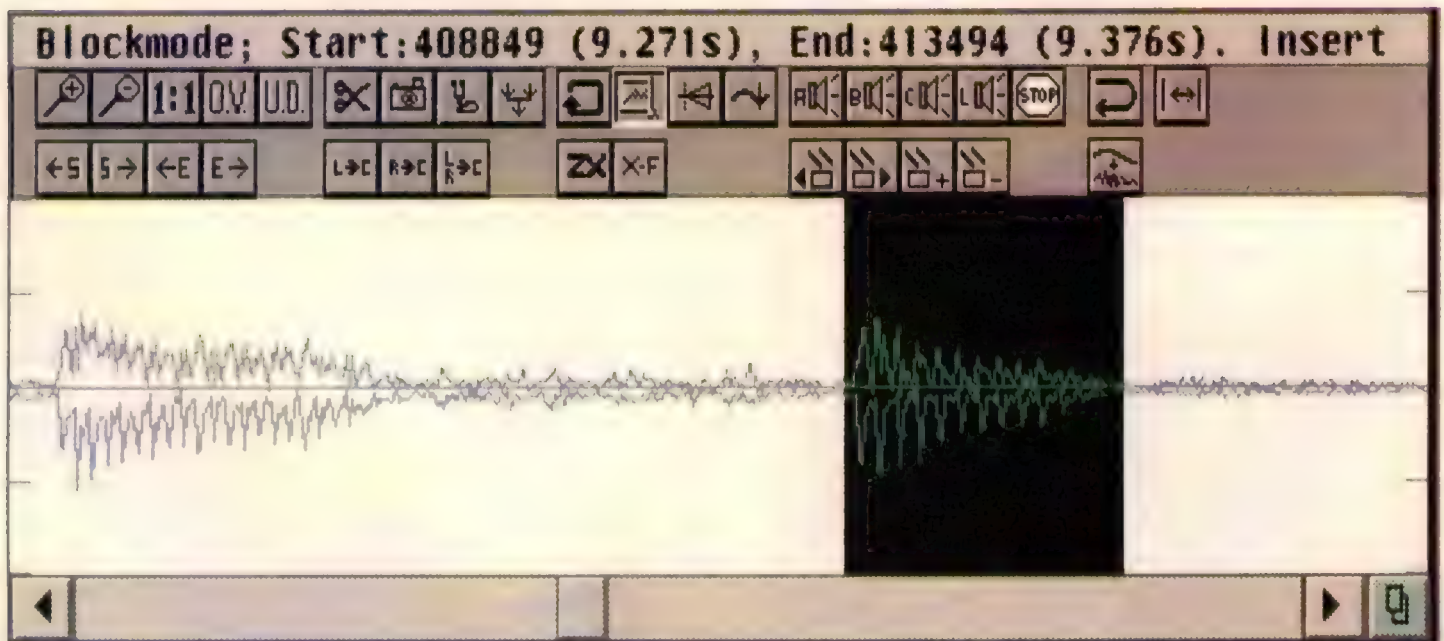 Blockmode; Start:408849 (9.271s), End:413494 (9.376s). Insert
1:1 O.V. U.D. A B C L STOP
←S S→ ←E E→ L→C R→C L R→C ZX X-F + -